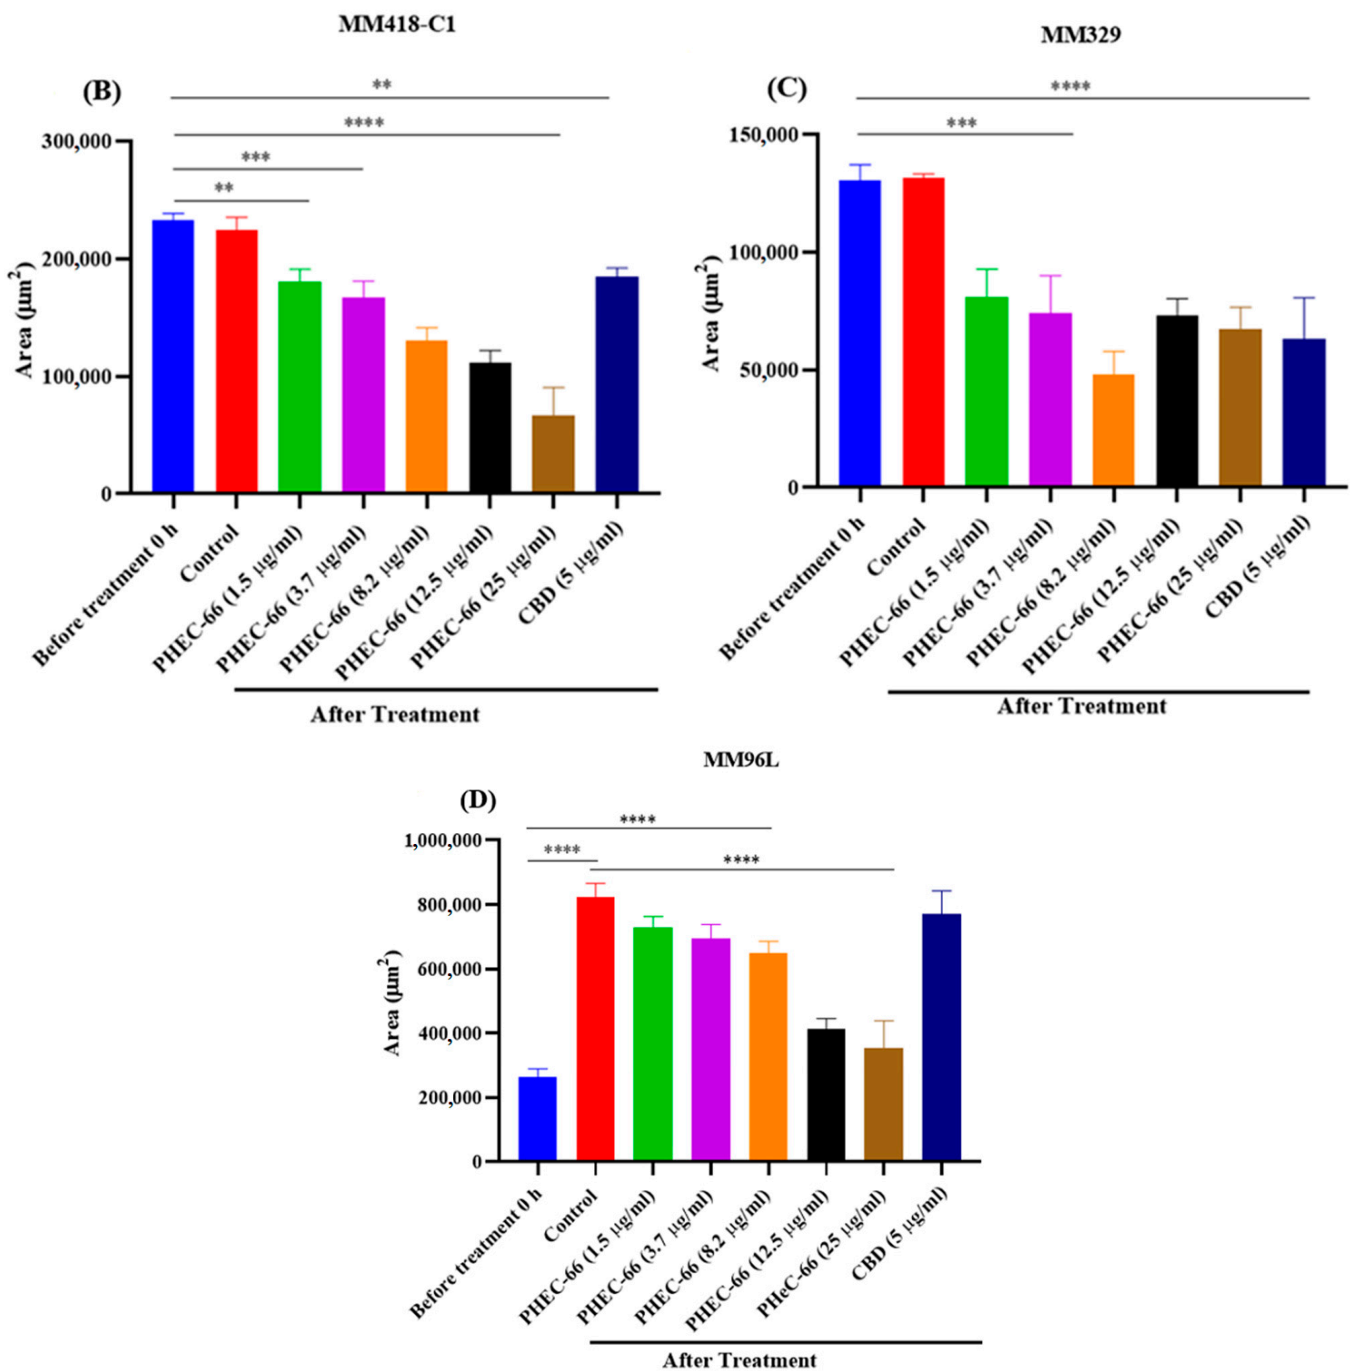 MM418-C1
(B)
**
****
***
**
300,000
200,000
100,000
0
Area (μm²)
Before treatment 0 h
Control
PHEC-66 (1.5 μg/ml)
PHEC-66 (3.7 μg/ml)
PHEC-66 (8.2 μg/ml)
PHEC-66 (12.5 μg/ml)
PHEC-66 (25 μg/ml)
CBD (5 μg/ml)
After Treatment
MM329
(C)
****
***
150,000
100,000
50,000
0
Area (μm²)
Before treatment 0 h
Control
PHEC-66 (1.5 μg/ml)
PHEC-66 (3.7 μg/ml)
PHEC-66 (8.2 μg/ml)
PHEC-66 (12.5 μg/ml)
PHEC-66 (25 μg/ml)
CBD (5 μg/ml)
After Treatment
MM96L
(D)
****
****
****
1,000,000
800,000
600,000
400,000
200,000
0
Area (μm²)
Before treatment 0 h
Control
PHEC-66 (1.5 μg/ml)
PHEC-66 (3.7 μg/ml)
PHEC-66 (8.2 μg/ml)
PHEC-66 (12.5 μg/ml)
PHeC-66 (25 μg/ml)
CBD (5 μg/ml)
After Treatment